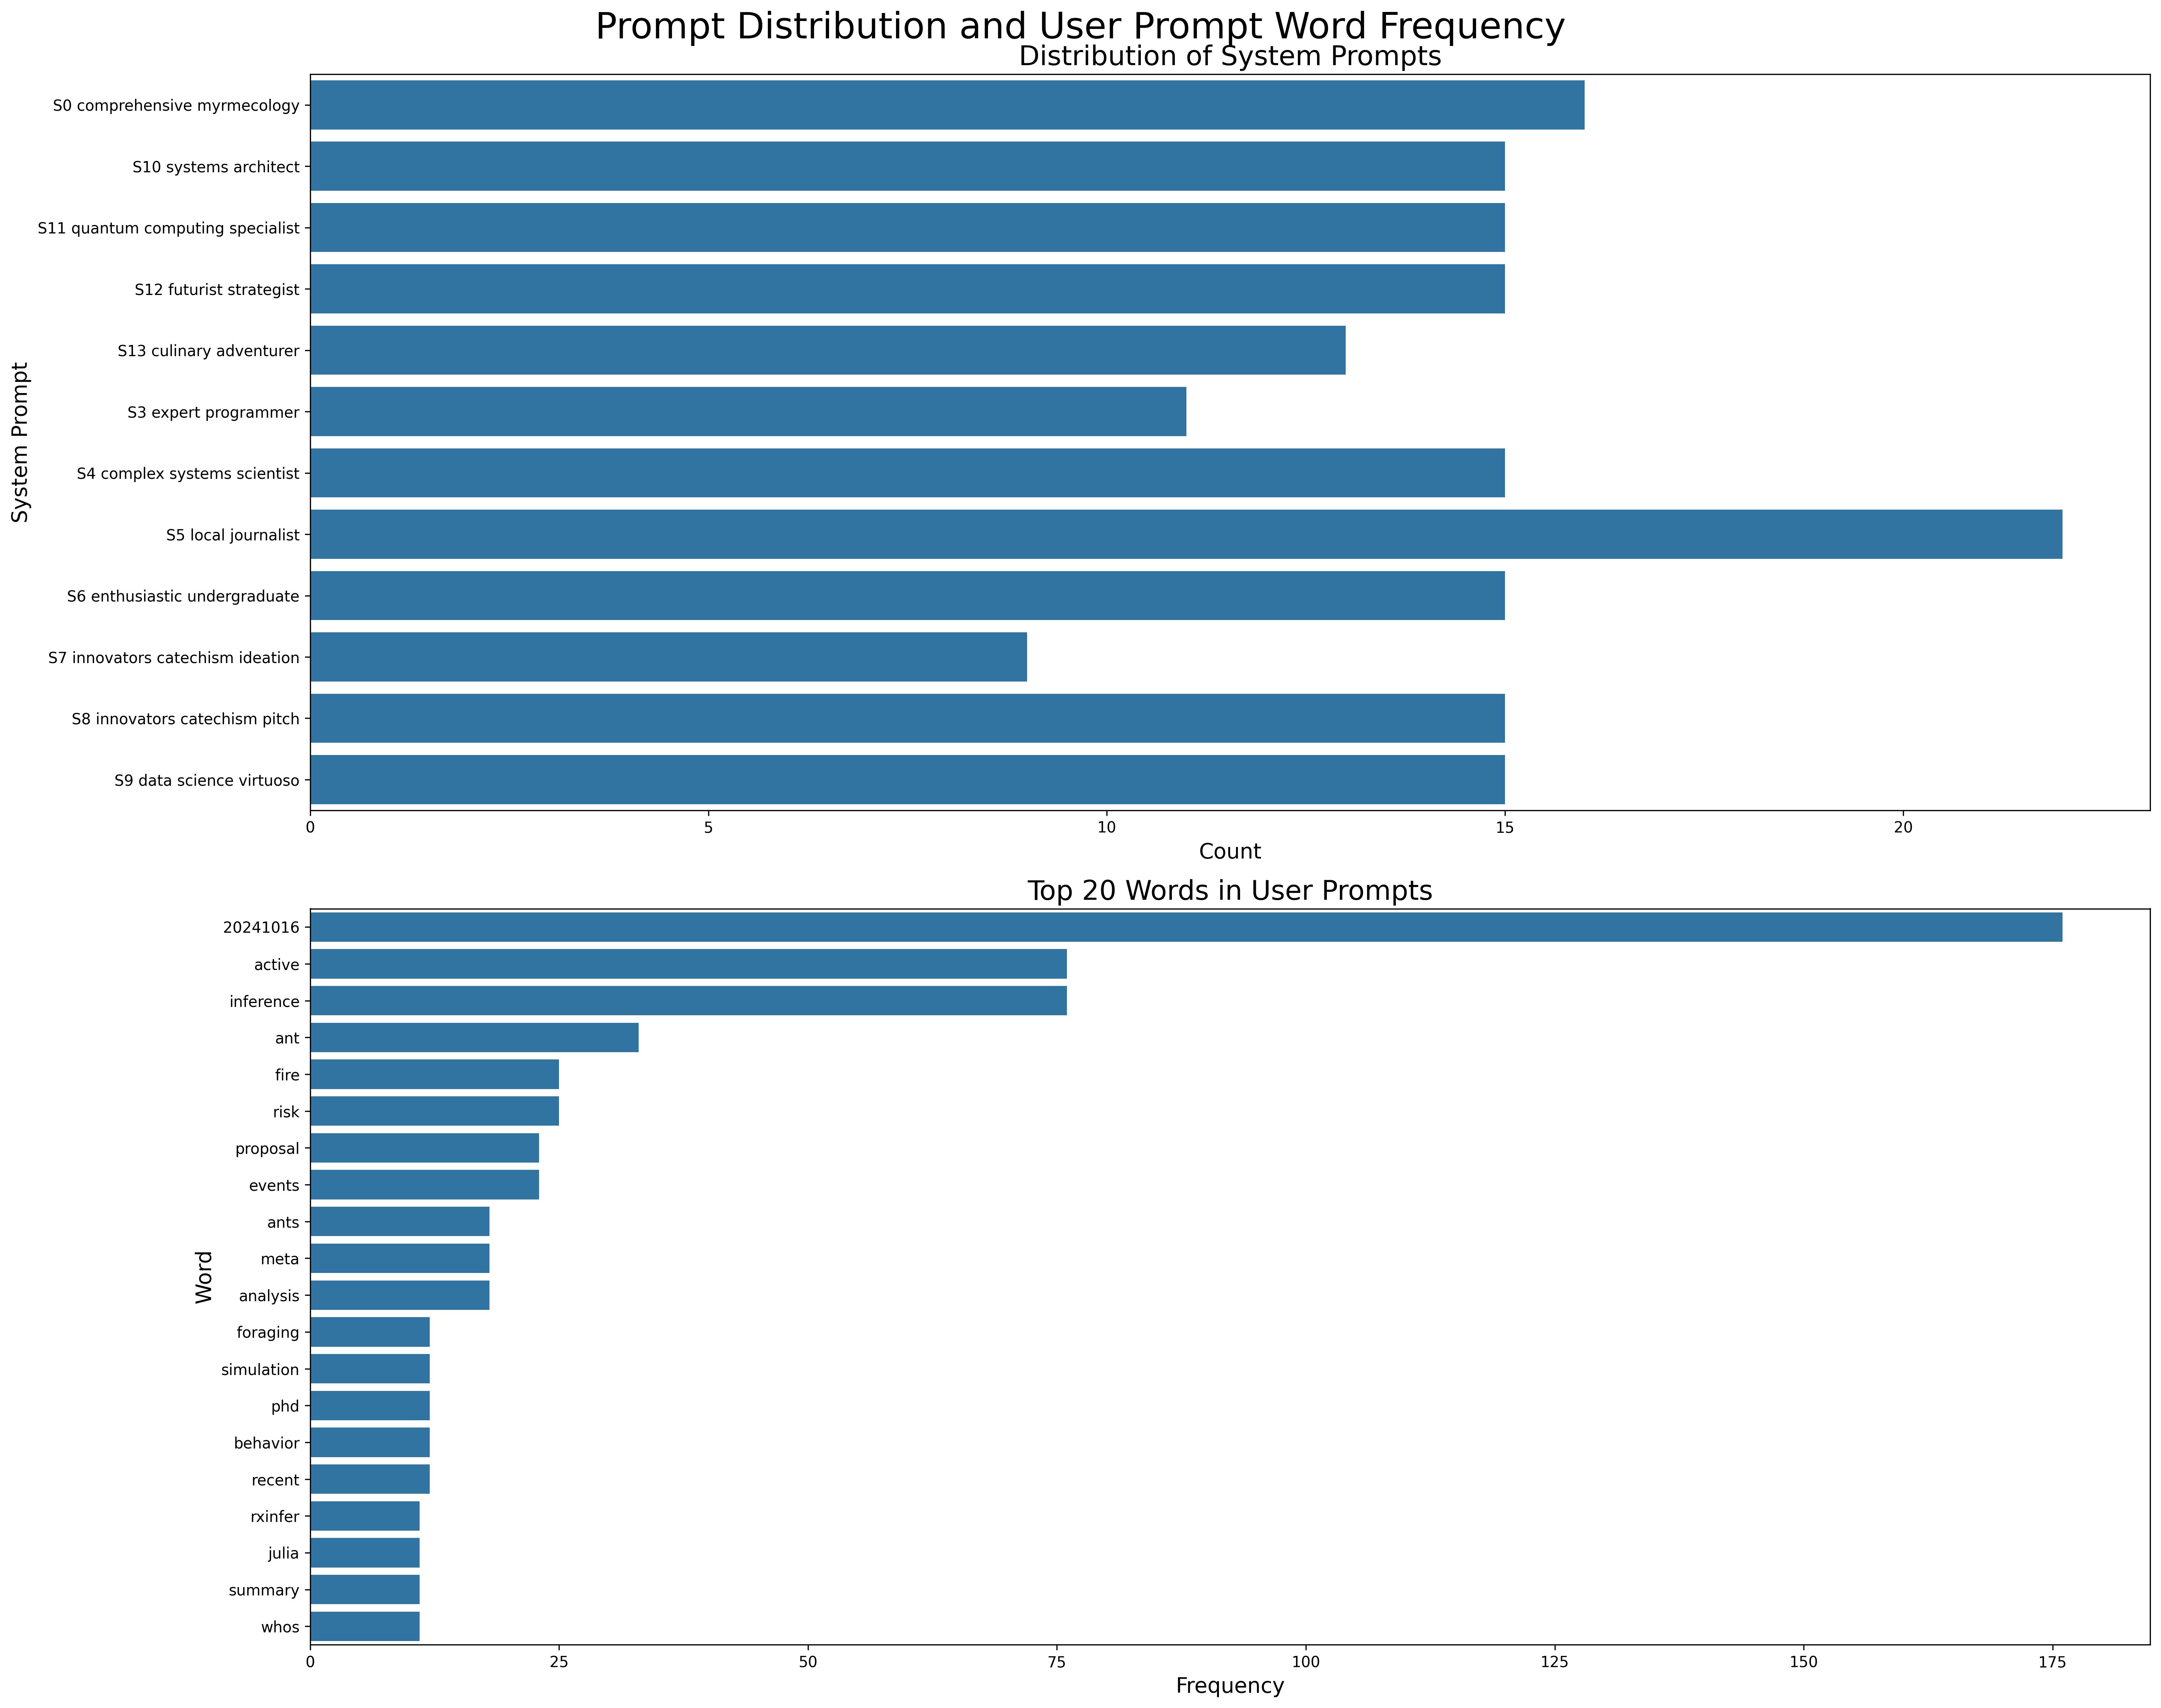 Prompt Distribution and User Prompt Word Frequency
Distribution of System Prompts
System Prompt
S0 comprehensive myrmecology
S10 systems architect
S11 quantum computing specialist
S12 futurist strategist
S13 culinary adventurer
S3 expert programmer
S4 complex systems scientist
S5 local journalist
S6 enthusiastic undergraduate
S7 innovators catechism ideation
S8 innovators catechism pitch
S9 data science virtuoso
0 5 10 15 20
Count
Top 20 Words in User Prompts
Word
20241016
active
inference
ant
fire
risk
proposal
events
ants
meta
analysis
foraging
simulation
phd
behavior
recent
rxinfer
julia
summary
whos
0 25 50 75 100 125 150 175
Frequency